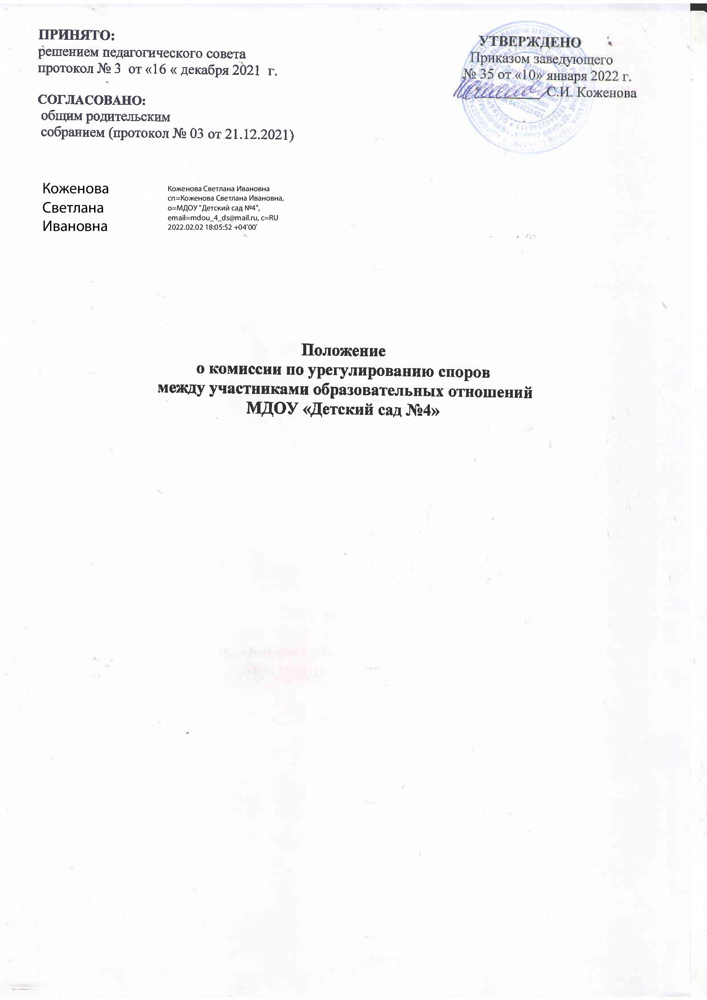 ПРИНЯТО:
решением педагогического совета
протокол № 3  от «16 « декабря 2021  г.
СОГЛАСОВАНО:
общим родительским
собранием (протокол № 03 от 21.12.2021)
УТВЕРЖДЕНО
Приказом заведующего
№ 35 от «10» января 2022 г.
С.И. Коженова
Коженова
Светлана
Ивановна
Коженова Светлана Ивановна
cn=Коженова Светлана Ивановна,
o=МДОУ "Детский сад №4",
email=mdou_4_ds@mail.ru, c=RU
2022.02.02 18:05:52 +04'00'
Положение
о комиссии по урегулированию споров
между участниками образовательных отношений
МДОУ «Детский сад №4»